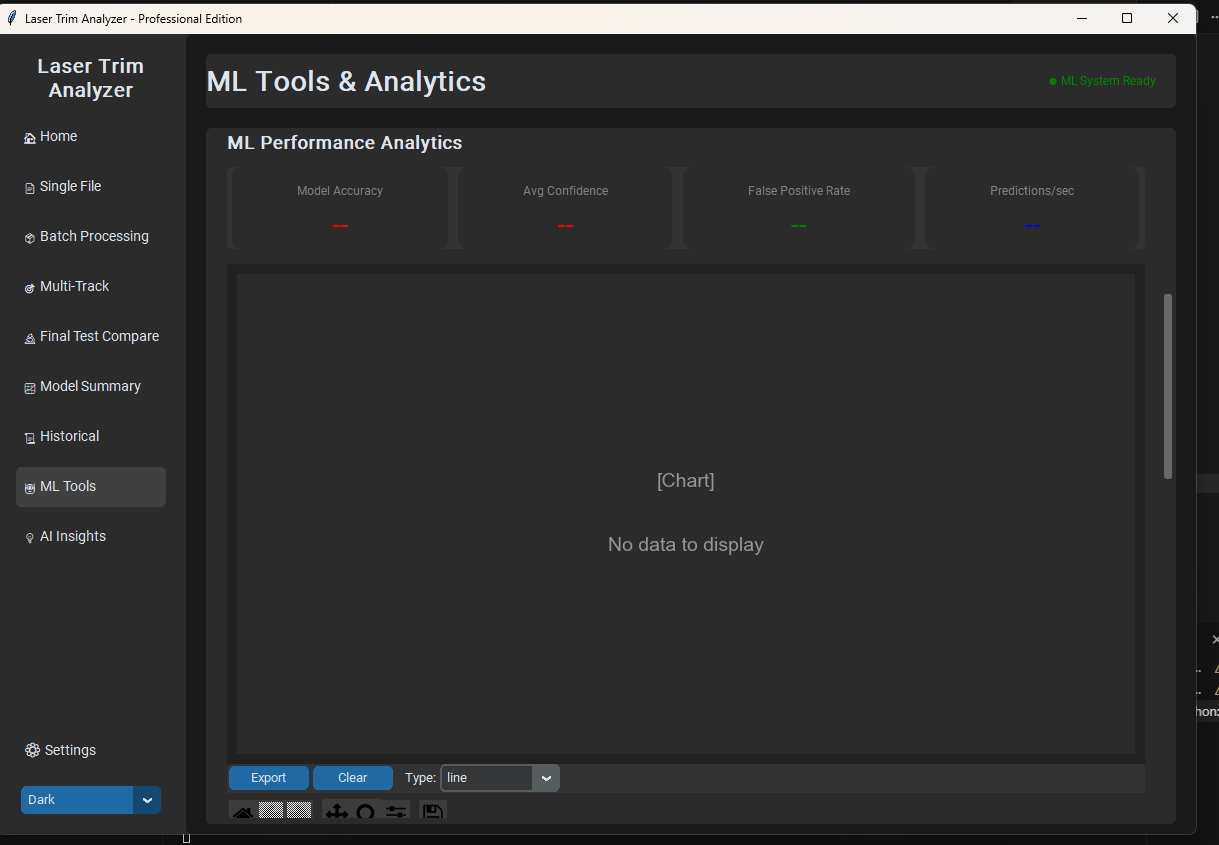 Laser Trim Analyzer - Professional Edition
Laser Trim
Analyzer
Home
Single File
Batch Processing
Multi-Track
Final Test Compare
Model Summary
Historical
ML Tools
AI Insights
Settings
Dark
ML Tools & Analytics
● ML System Ready
ML Performance Analytics
Model Accuracy
--
Avg Confidence
--
False Positive Rate
--
Predictions/sec
--
[Chart]
No data to display
Export
Clear
Type:
line
hon: